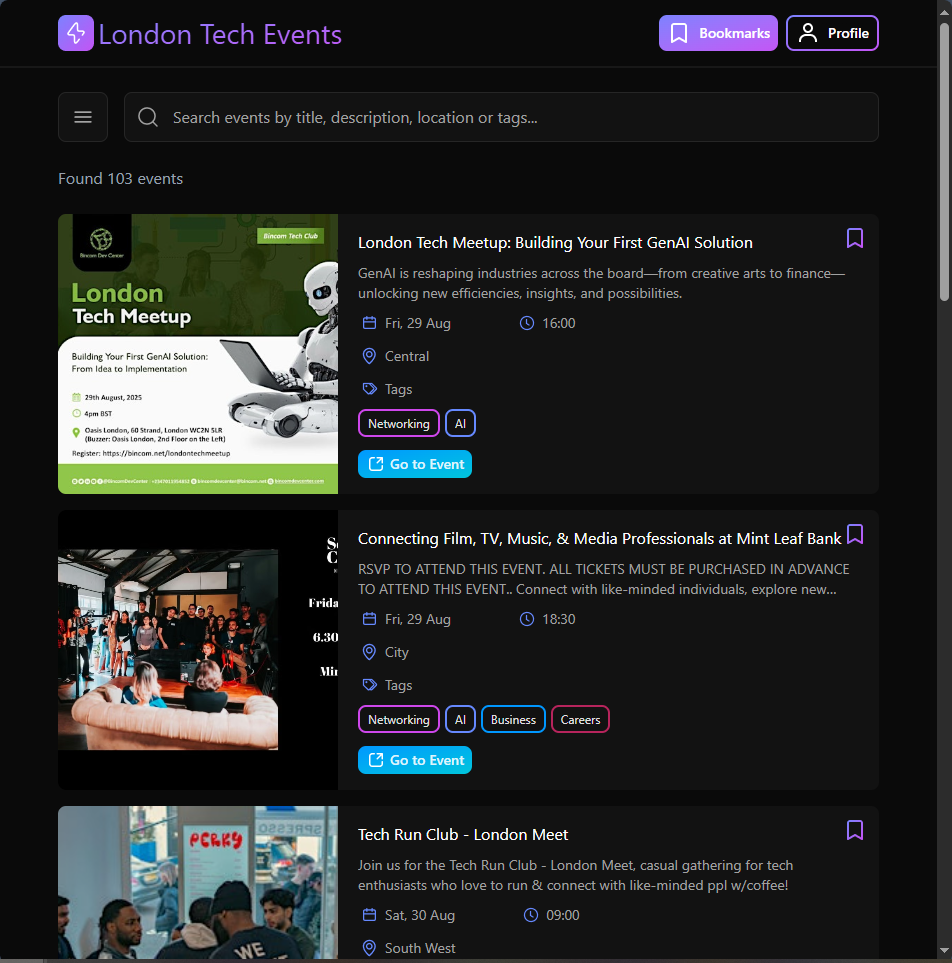 London Tech Events
Bookmarks
Profile
Search events by title, description, location or tags...
Found 103 events
Bincom Dev Center
Bincom Tech Club
London
Tech Meetup
Building Your First GenAI Solution:
From Idea to Implementation
29th August, 2025
4pm BST
Oasis London, 60 Strand, London WC2N 5LR
(Buzzer: Oasis London, 2nd Floor on the Left)
Register: https://bincom.net/londontechmeetup
@BincomDevCenter
bincomdevcenter@bincom.net
bincomdevcenter.com
London Tech Meetup: Building Your First GenAI Solution
GenAI is reshaping industries across the board—from creative arts to finance—
unlocking new efficiencies, insights, and possibilities.
Fri, 29 Aug
16:00
Central
Tags
Networking
AI
Go to Event
Frida
6.30
Connecting Film, TV, Music, & Media Professionals at Mint Leaf Bank
RSVP TO ATTEND THIS EVENT. ALL TICKETS MUST BE PURCHASED IN ADVANCE
TO ATTEND THIS EVENT.. Connect with like-minded individuals, explore new...
Fri, 29 Aug
18:30
City
Tags
Networking
AI
Business
Careers
Go to Event
PERKY
WE
Tech Run Club - London Meet
Join us for the Tech Run Club - London Meet, casual gathering for tech
enthusiasts who love to run & connect with like-minded ppl w/coffee!
Sat, 30 Aug
09:00
South West